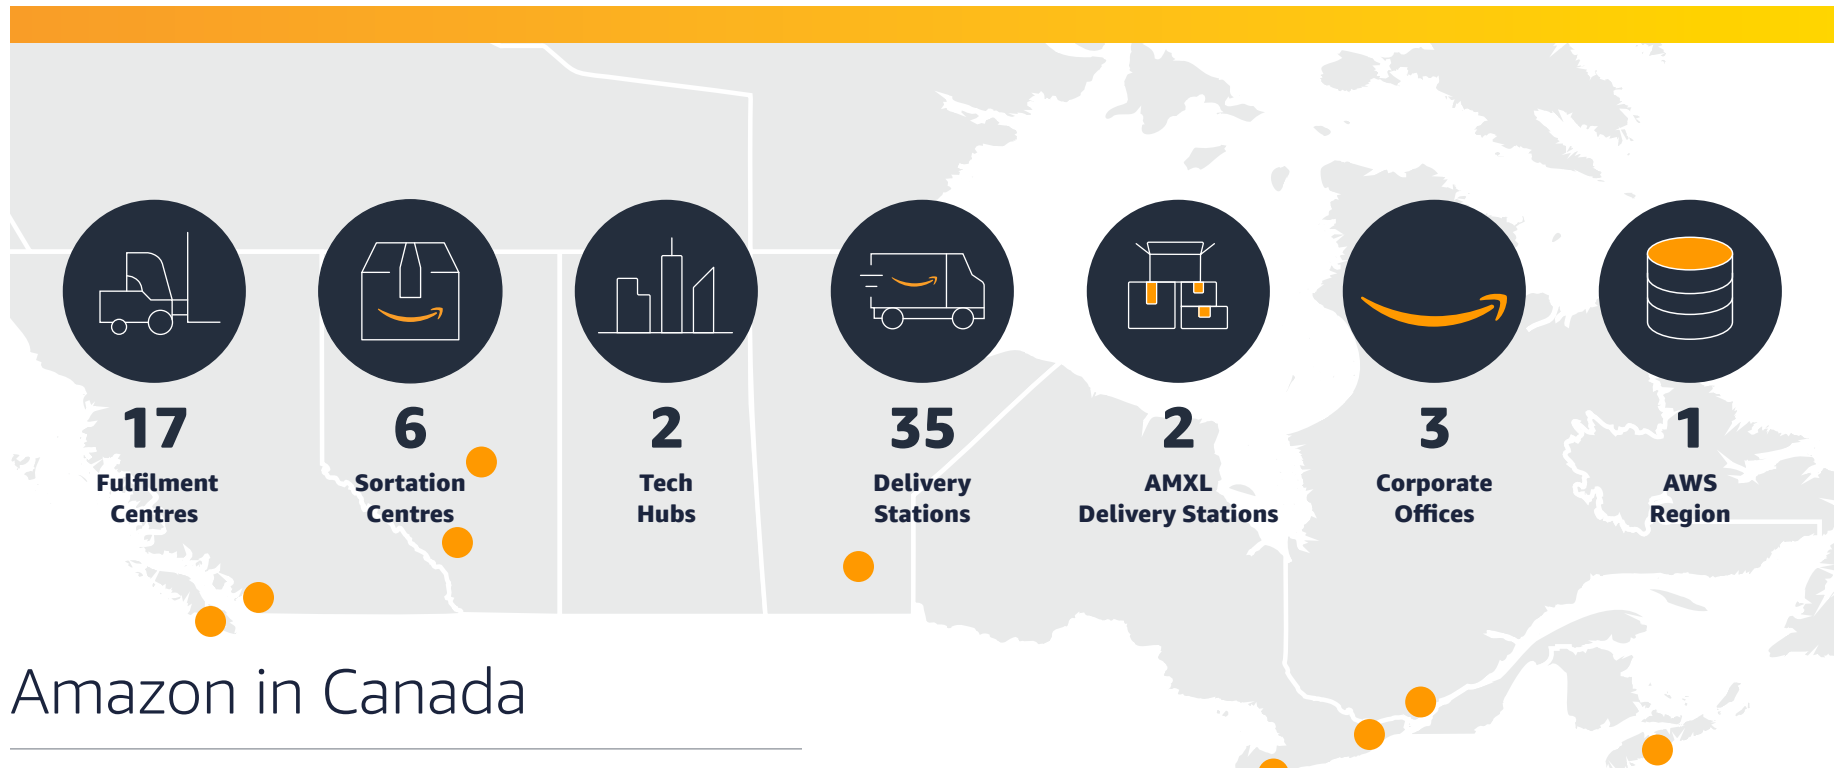 17
Fulfilment
Centres
6
Sortation
Centres
2
Tech
Hubs
35
Delivery
Stations
2
AMXL
Delivery Stations
3
Corporate
Offices
1
AWS
Region
Amazon in Canada